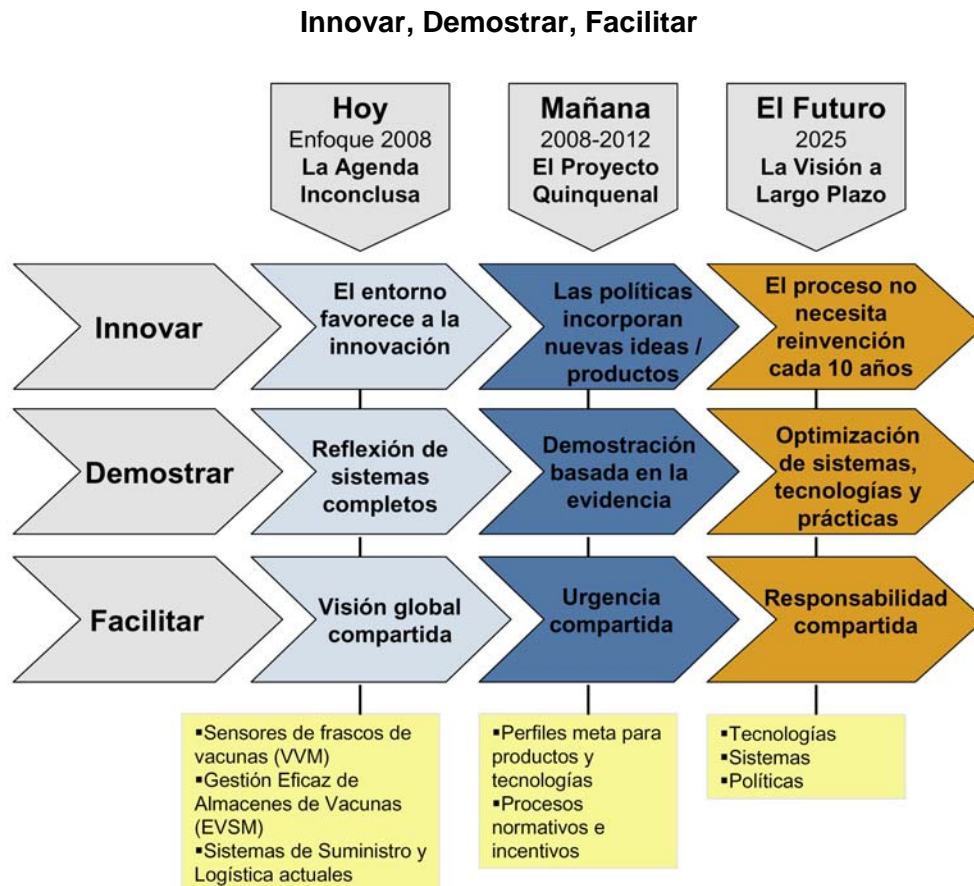 Innovar, Demostrar, Facilitar
Hoy
Enfoque 2008
La Agenda
Inconclusa
Mañana
2008-2012
El Proyecto
Quinquenal
El Futuro
2025
La Visión a
Largo Plazo
Innovar
El entorno
favorece a la
innovación
Las políticas
incorporan
nuevas ideas /
productos
El proceso no
necesita
reinvención
cada 10 años
Demostrar
Reflexión de
sistemas
completos
Demostración
basada en la
evidencia
Optimización
de sistemas,
tecnologías y
prácticas
Facilitar
Visión global
compartida
Urgencia
compartida
Responsabilidad
compartida
▪Sensores de frascos de
vacunas (VVM)
▪Gestión Eficaz de
Almacenes de Vacunas
(EVSM)
▪Sistemas de Suministro y
Logística actuales
▪Perfiles meta para
productos y
tecnologías
▪Procesos
normativos e
incentivos
▪Tecnologías
▪Sistemas
▪Políticas